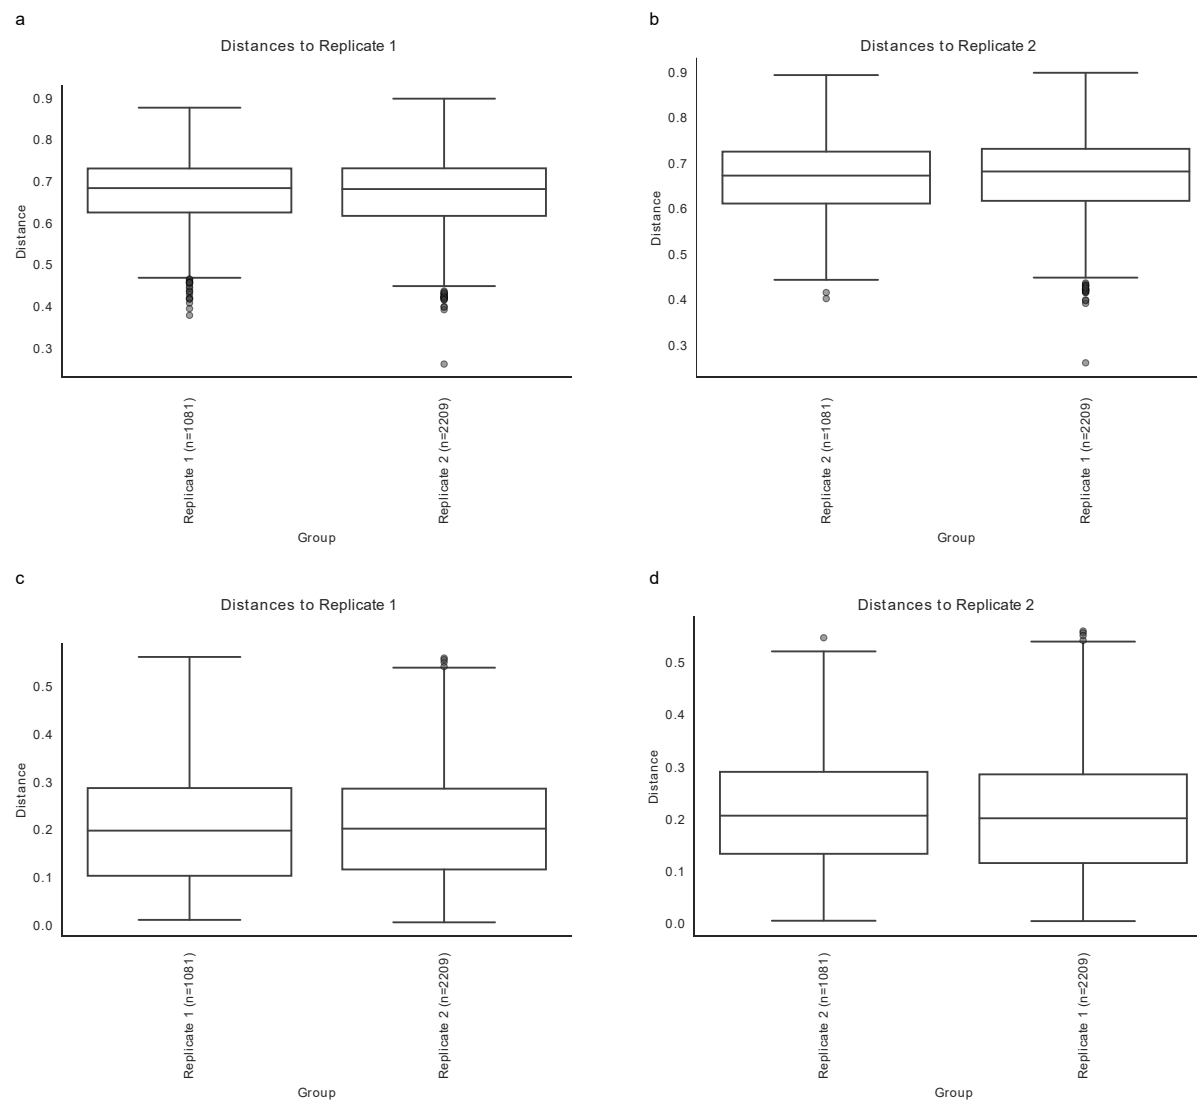 a
Distances to Replicate 1
0.9
0.8
0.7
0.6
0.5
0.4
0.3
Distance
Replicate 1 (n=1081)
Replicate 2 (n=2209)
Group
b
Distances to Replicate 2
0.9
0.8
0.7
0.6
0.5
0.4
0.3
Distance
Replicate 2 (n=1081)
Replicate 1 (n=2209)
Group
c
Distances to Replicate 1
0.5
0.4
0.3
0.2
0.1
0.0
Distance
Replicate 1 (n=1081)
Replicate 2 (n=2209)
Group
d
Distances to Replicate 2
0.5
0.4
0.3
0.2
0.1
0.0
Distance
Replicate 2 (n=1081)
Replicate 1 (n=2209)
Group